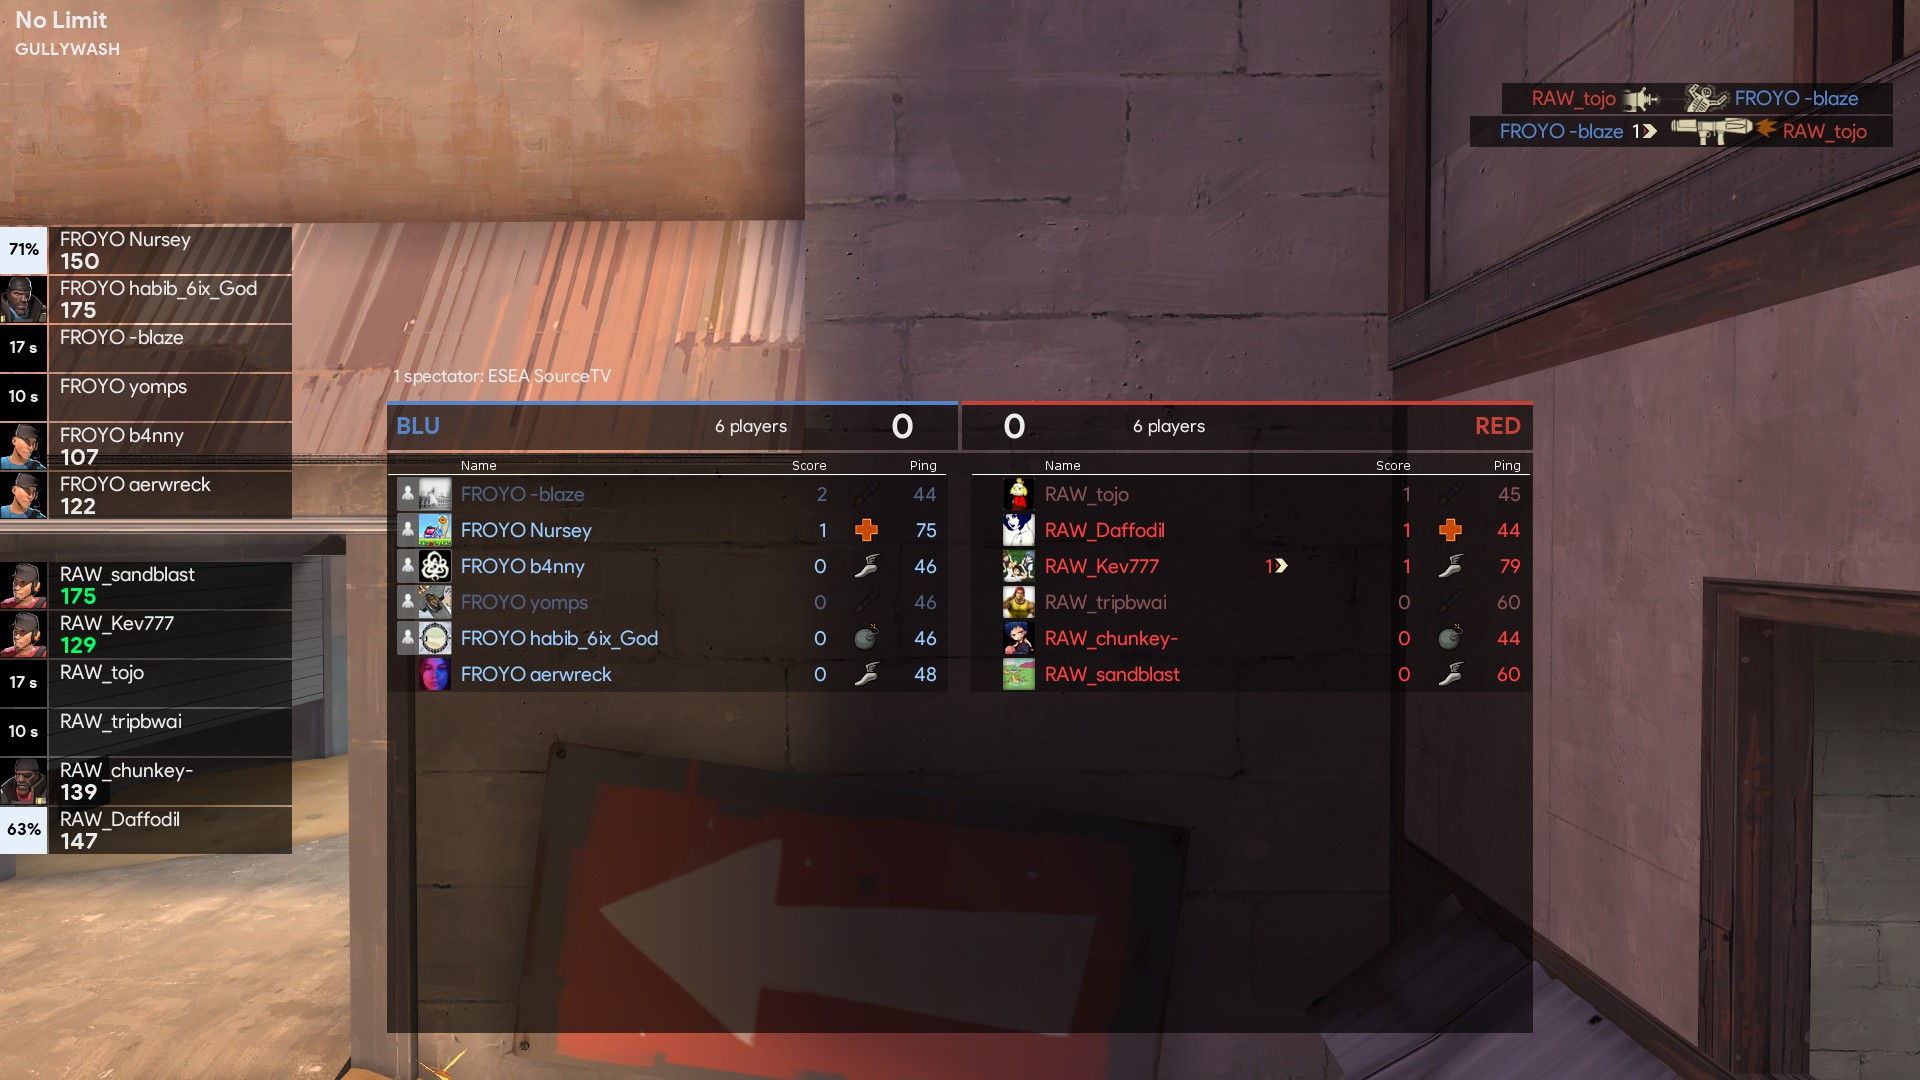 No Limit
GULLYWASH
RAW_tojo FROYO -blaze
FROYO -blaze 1 RAW_tojo
71% FROYO Nursey
150
FROYO habib_6ix_God
175
17 s FROYO -blaze
10 s FROYO yomps
FROYO b4nny
107
FROYO aerwreck
122
RAW_sandblast
175
RAW_Kev777
129
17 s RAW_tojo
10 s RAW_tripbwai
RAW_chunkey-
139
63% RAW_Daffodil
147
1 spectator: ESEA SourceTV
BLU 6 players 0
Name Score Ping
FROYO -blaze 2 44
FROYO Nursey 1 75
FROYO b4nny 0 46
FROYO yomps 0 46
FROYO habib_6ix_God 0 46
FROYO aerwreck 0 48
0 6 players RED
Name Score Ping
RAW_tojo 1 45
RAW_Daffodil 1 44
RAW_Kev777 1 1 79
RAW_tripbwai 0 60
RAW_chunkey- 0 44
RAW_sandblast 0 60